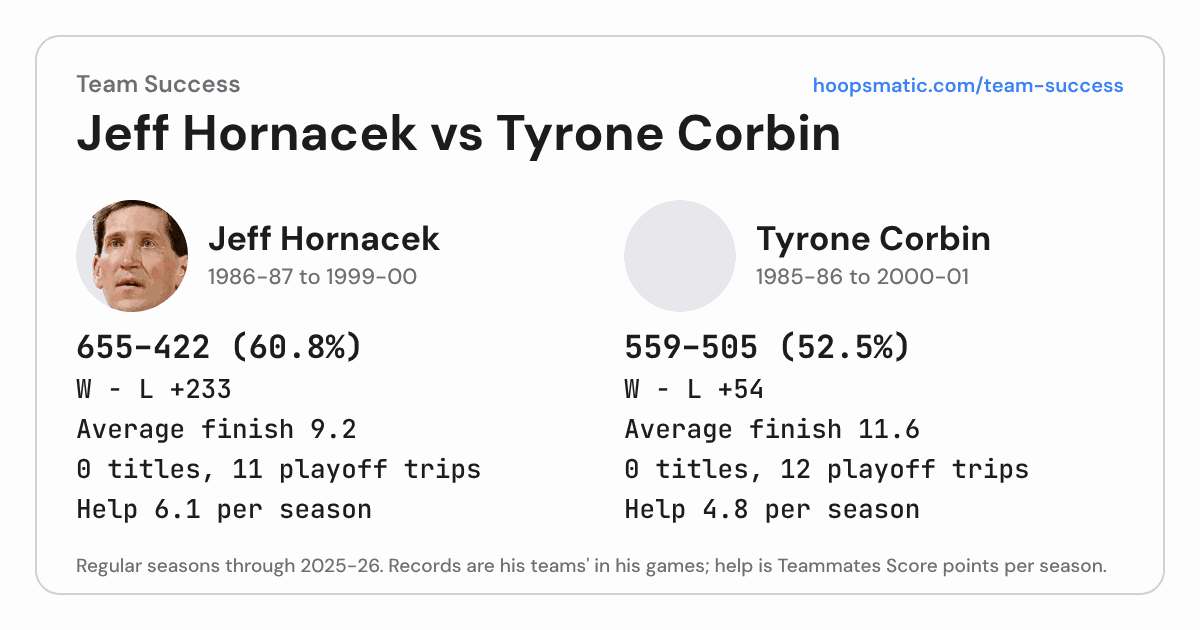 Team Success
hoopsmatic.com/team-success
Jeff Hornacek vs Tyrone Corbin
Jeff Hornacek
1986-87 to 1999-00
655-422 (60.8%)
W - L +233
Average finish 9.2
0 titles, 11 playoff trips
Help 6.1 per season
Tyrone Corbin
1985-86 to 2000-01
559-505 (52.5%)
W - L +54
Average finish 11.6
0 titles, 12 playoff trips
Help 4.8 per season
Regular seasons through 2025-26. Records are his teams' in his games; help is Teammates Score points per season.